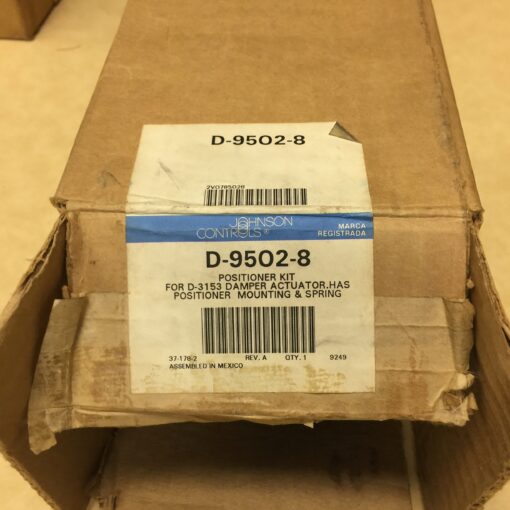 D-9502-8
2V0785026
JOHNSON
CONTROLS®
MARCA
REGISTRADA
D-9502-8
POSITIONER KIT
FOR D-3153 DAMPER ACTUATOR.HAS
POSITIONER MOUNTING & SPRING
37-178-2 REV. A QTY. 1 9249
ASSEMBLED IN MEXICO